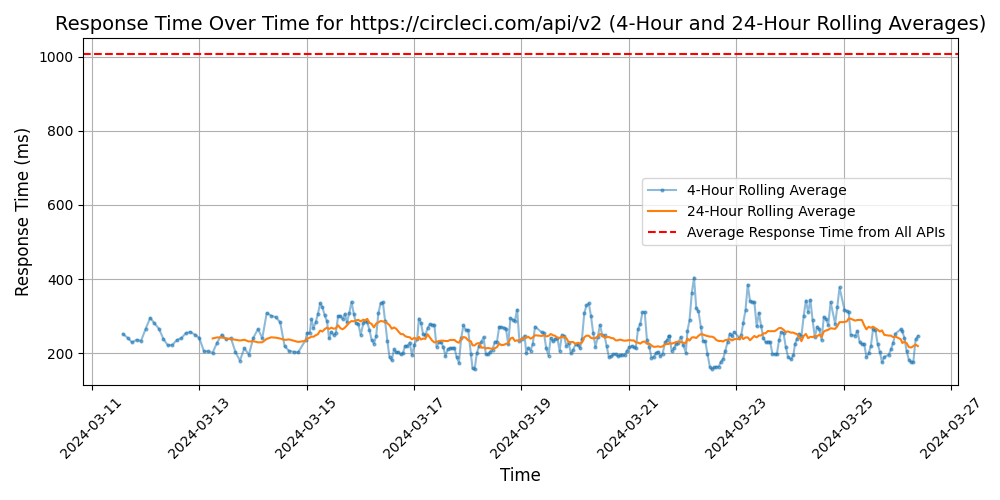 Response Time Over Time for https://circleci.com/api/v2 (4-Hour and 24-Hour Rolling Averages)
Response Time (ms)
1000
800
600
400
200
4-Hour Rolling Average
24-Hour Rolling Average
Average Response Time from All APIs
2024-03-11
2024-03-13
2024-03-15
2024-03-17
2024-03-19
2024-03-21
2024-03-23
2024-03-25
2024-03-27
Time